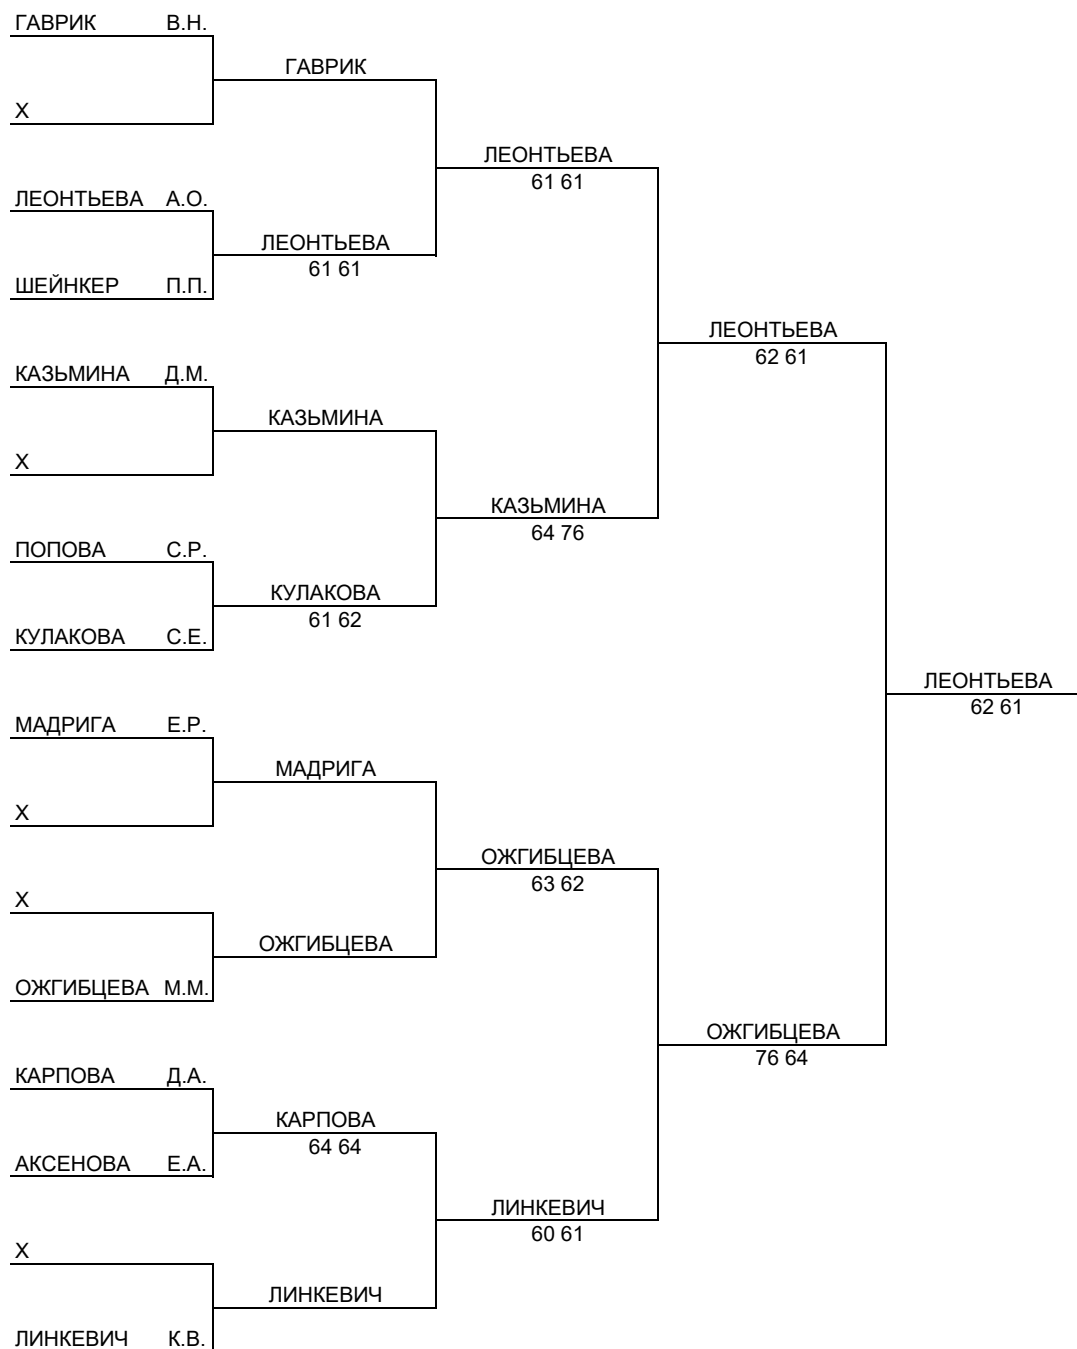 ГАВРИК В.Н.
ГАВРИК
X
ЛЕОНТЬЕВА
61 61
ЛЕОНТЬЕВА А.О.
ЛЕОНТЬЕВА
61 61
ШЕЙНКЕР П.П.
ЛЕОНТЬЕВА
62 61
КАЗЬМИНА Д.М.
КАЗЬМИНА
X
КАЗЬМИНА
64 76
ПОПОВА С.Р.
КУЛАКОВА
61 62
КУЛАКОВА С.Е.
ЛЕОНТЬЕВА
62 61
МАДРИГА Е.Р.
МАДРИГА
X
ОЖГИБЦЕВА
63 62
X
ОЖГИБЦЕВА
ОЖГИБЦЕВА М.М.
ОЖГИБЦЕВА
76 64
КАРПОВА Д.А.
КАРПОВА
64 64
АКСЕНОВА Е.А.
ЛИНКЕВИЧ
60 61
X
ЛИНКЕВИЧ
ЛИНКЕВИЧ К.В.